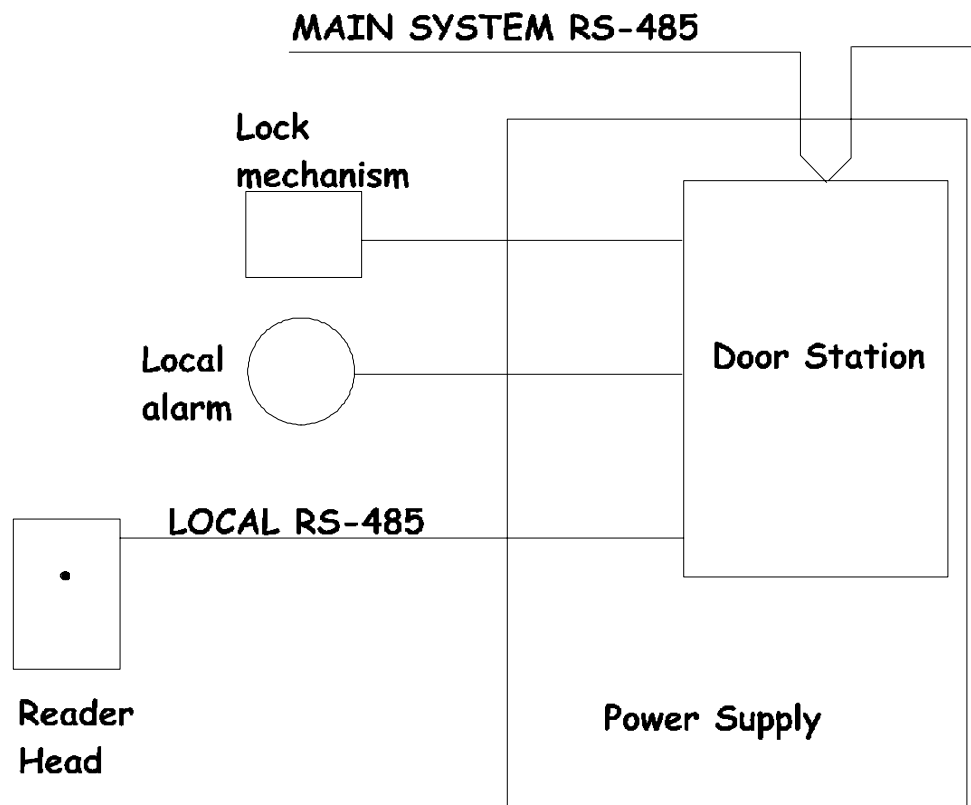 MAIN SYSTEM RS-485
Lock
mechanism
Local
alarm
Door Station
LOCAL RS-485
Reader
Head
Power Supply